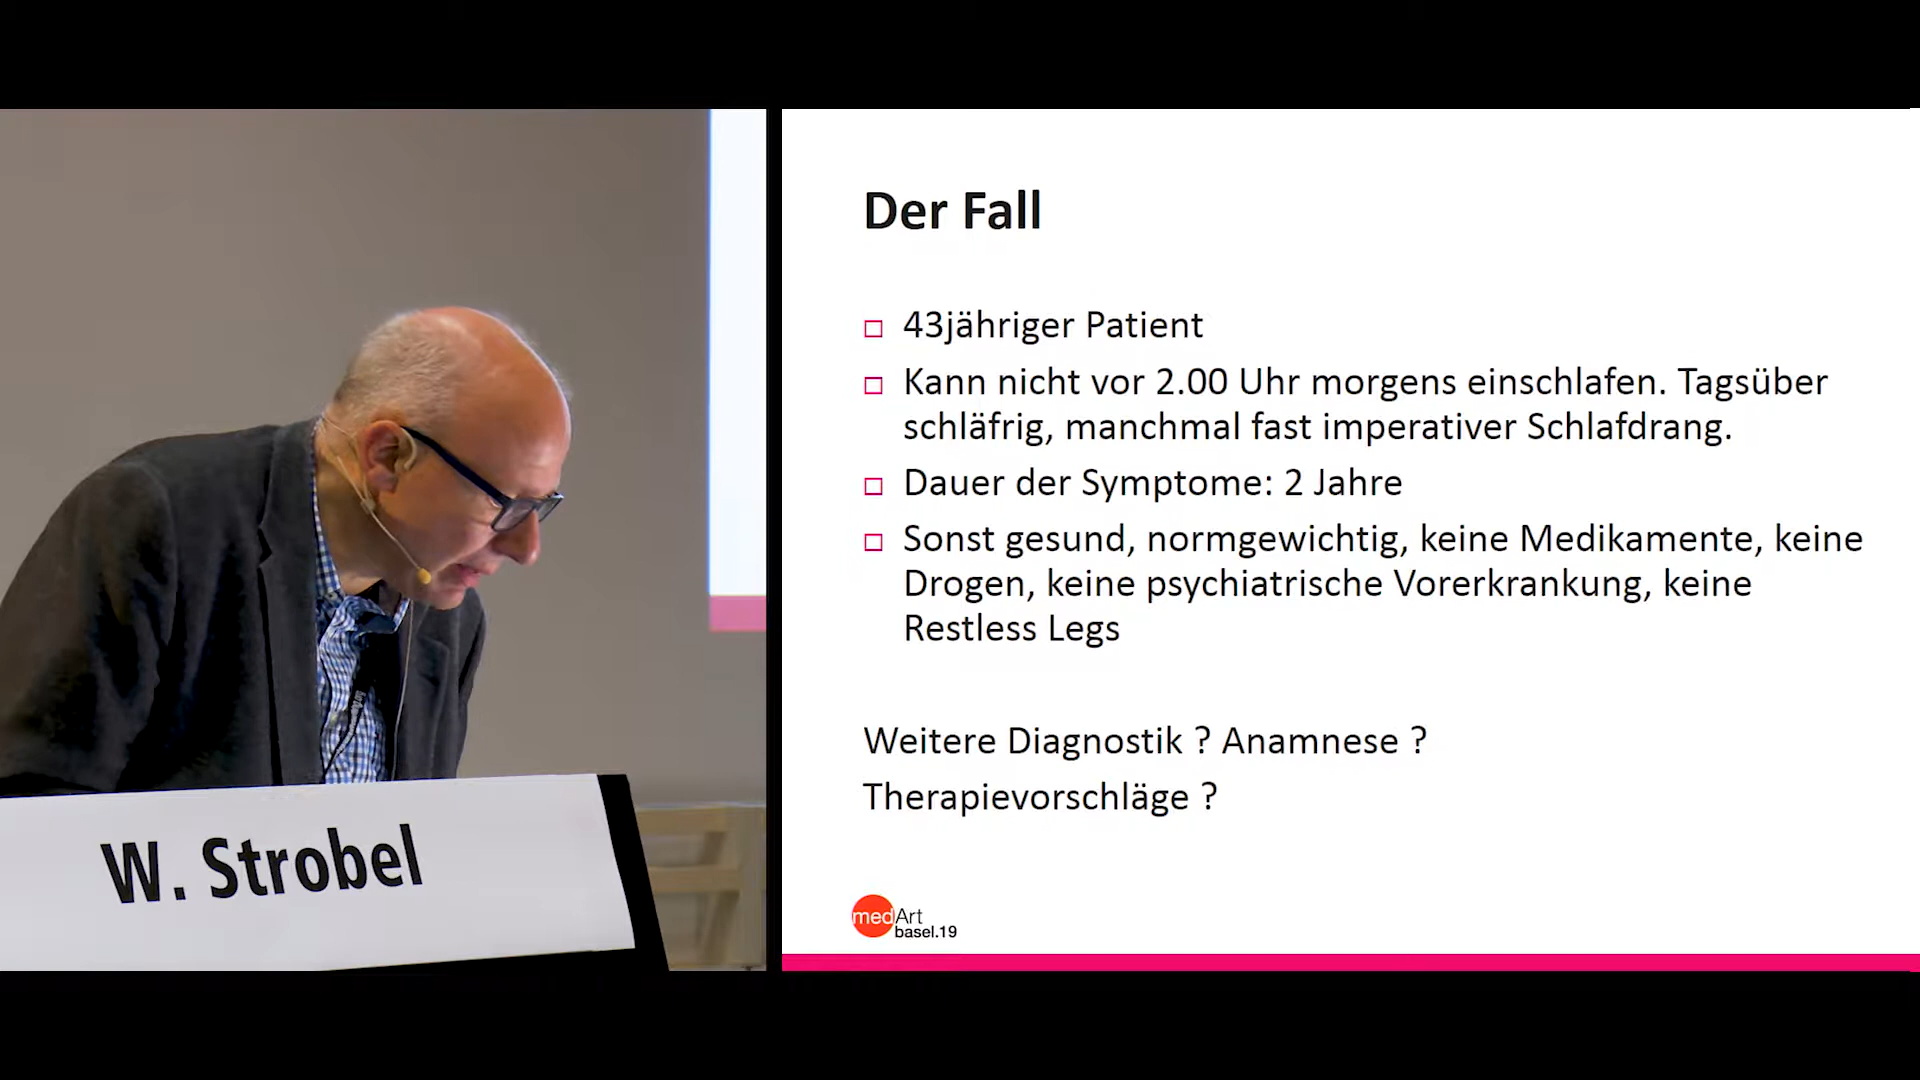 Der Fall
43jähriger Patient
Kann nicht vor 2.00 Uhr morgens einschlafen. Tagsüber
schläfrig, manchmal fast imperativer Schlafdrang.
Dauer der Symptome: 2 Jahre
Sonst gesund, normgewichtig, keine Medikamente, keine
Drogen, keine psychiatrische Vorerkrankung, keine
Restless Legs
Weitere Diagnostik ? Anamnese ?
Therapievorschläge ?
medArt
basel.19
W. Strobel